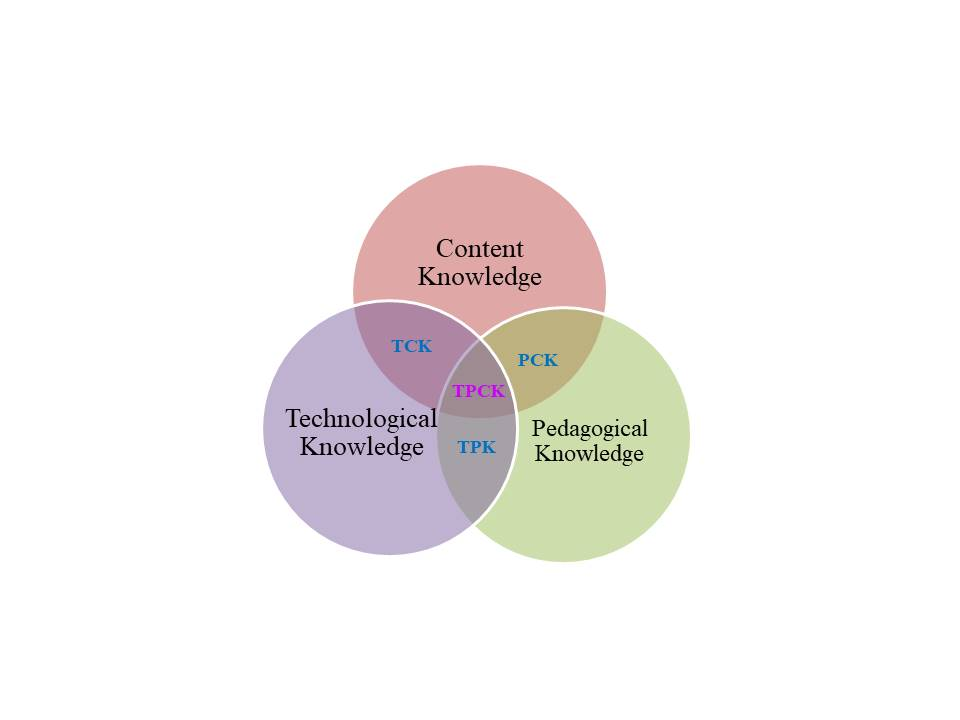 Content
Knowledge
TCK
PCK
TPCK
Technological
Knowledge
TPK
Pedagogical
Knowledge